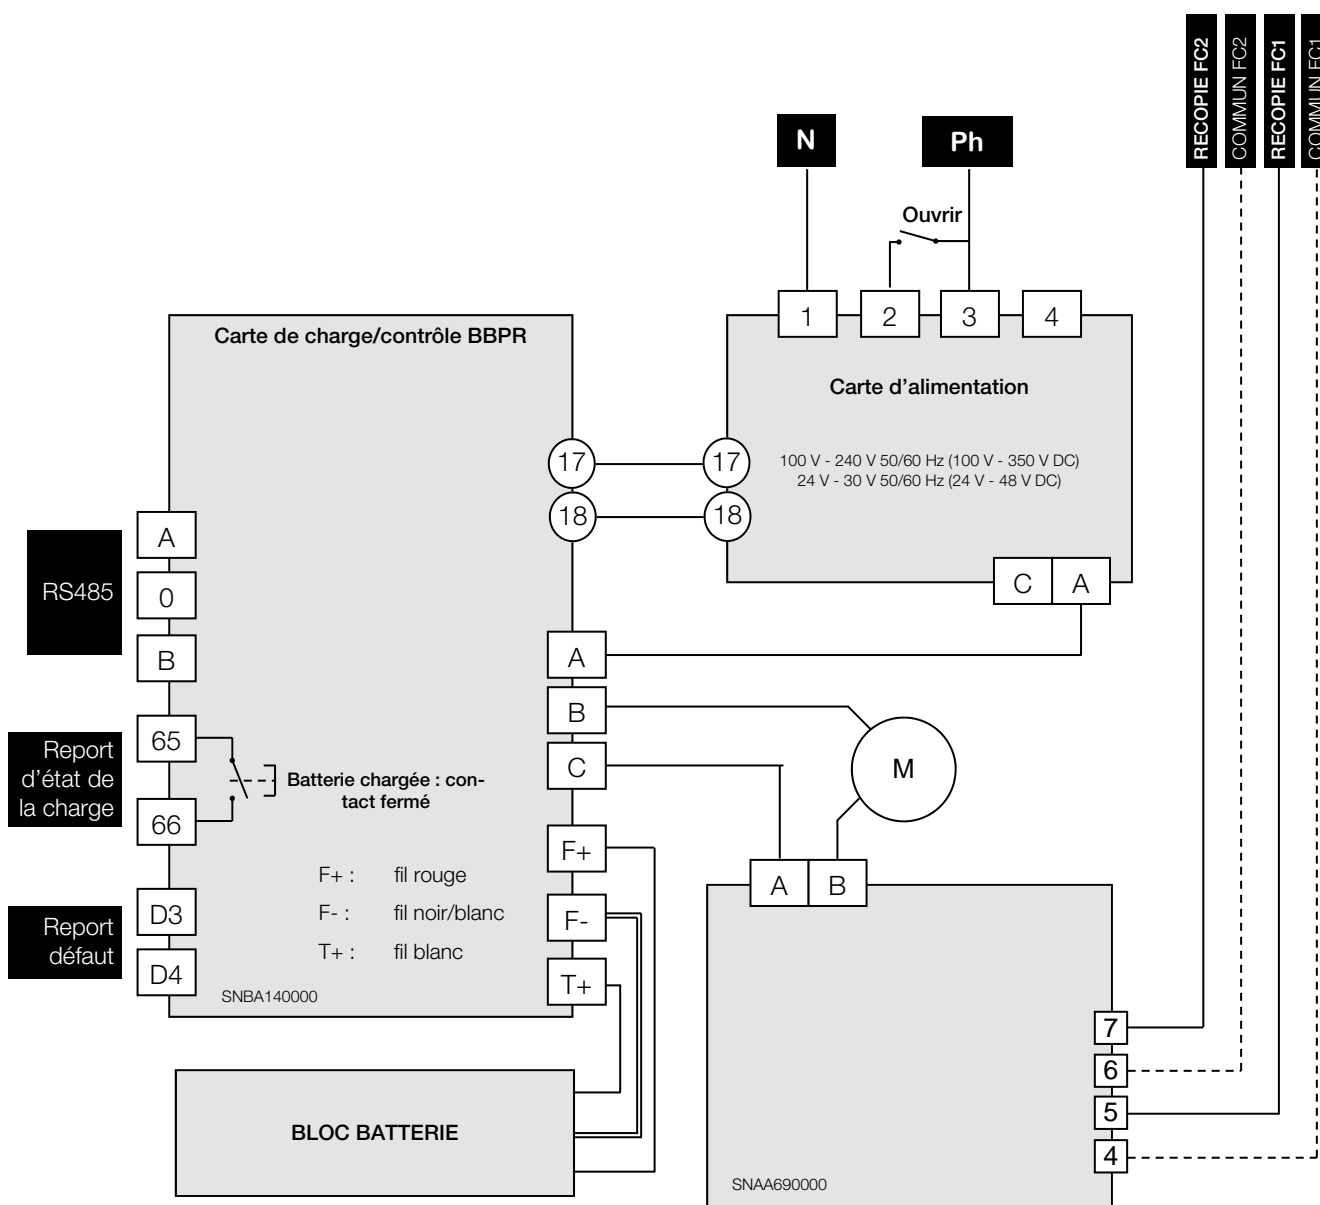 RECOPIE FC2
COMMUN FC2
RECOPIE FC1
COMMUN FC1
N
Ph
Ouvrir
1
2
3
4
Carte de charge/contrôle BBPR
Carte d’alimentation
100 V - 240 V 50/60 Hz (100 V - 350 V DC)
24 V - 30 V 50/60 Hz (24 V - 48 V DC)
17
18
17
18
C
A
RS485
A
0
B
A
B
C
F+
F-
T+
Report
d’état de
la charge
65
66
Batterie chargée : con-
tact fermé
M
F+ : fil rouge
F- : fil noir/blanc
T+ : fil blanc
Report
défaut
D3
D4
SNBA140000
A
B
7
6
5
4
BLOC BATTERIE
SNAA690000